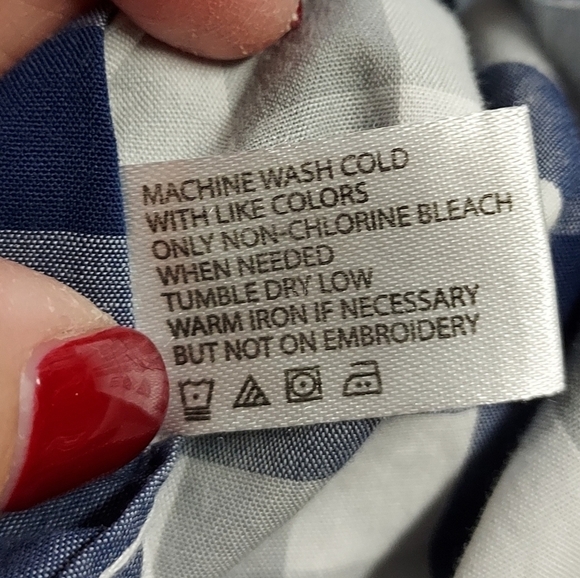 MACHINE WASH COLD
WITH LIKE COLORS
ONLY NON-CHLORINE BLEACH
WHEN NEEDED
TUMBLE DRY LOW
WARM IRON IF NECESSARY
BUT NOT ON EMBROIDERY